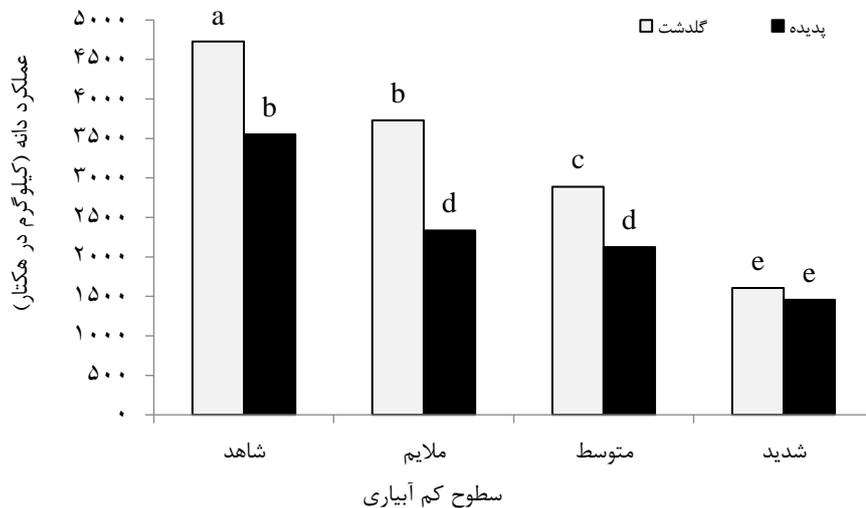 عملکرد دانه (کیلوگرم در هکتار)
۵۰۰۰
۴۵۰۰
۴۰۰۰
۳۵۰۰
۳۰۰۰
۲۵۰۰
۲۰۰۰
۱۵۰۰
۱۰۰۰
۵۰۰
۰
گلدشت
پدیده
a
b
b
d
c
d
e
e
شاهد
ملایم
متوسط
شدید
سطوح کم آبیاری